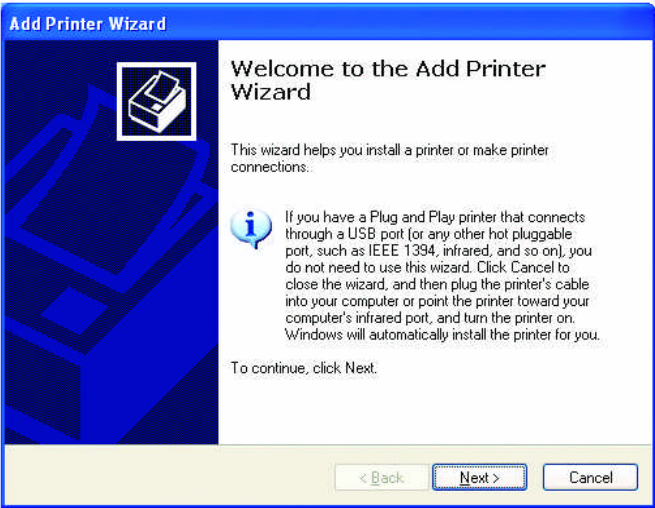 Add Printer Wizard
Welcome to the Add Printer
Wizard
This wizard helps you install a printer or make printer
connections.
If you have a Plug and Play printer that connects
through a USB port (or any other hot pluggable
port, such as IEEE 1394, infrared, and so on), you
do not need to use this wizard. Click Cancel to
close the wizard, and then plug the printer's cable
into your computer or point the printer toward your
computer's infrared port, and turn the printer on.
Windows will automatically install the printer for you.
To continue, click Next.
< Back Next > Cancel